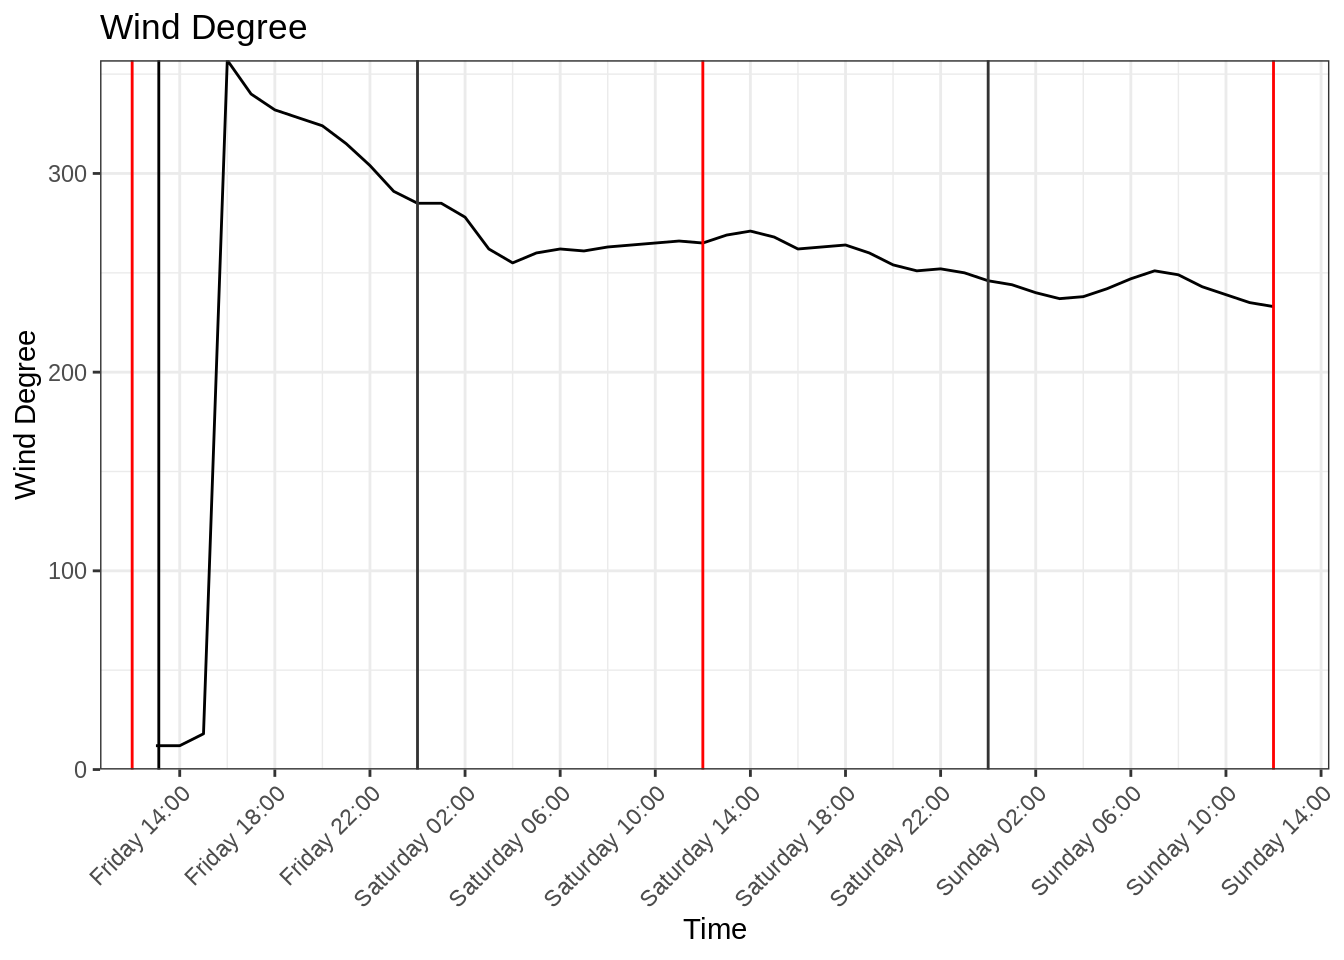 Wind Degree
Wind Degree
300
200
100
0
Friday 14:00
Friday 18:00
Friday 22:00
Saturday 02:00
Saturday 06:00
Saturday 10:00
Saturday 14:00
Saturday 18:00
Saturday 22:00
Sunday 02:00
Sunday 06:00
Sunday 10:00
Sunday 14:00
Time